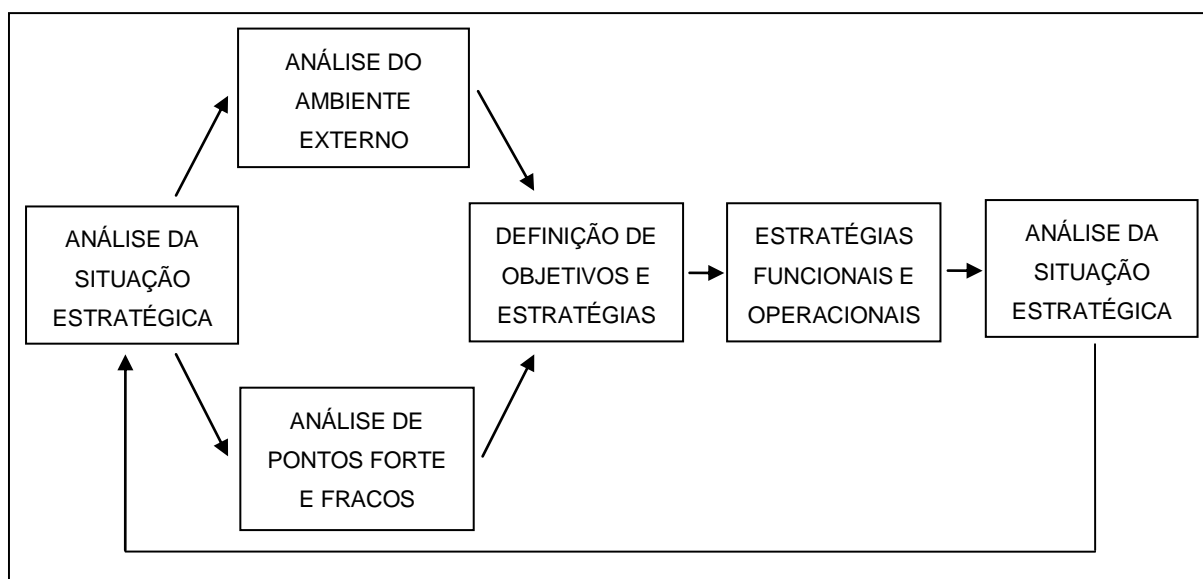 ANÁLISE DO
AMBIENTE
EXTERNO
ANÁLISE DA
SITUAÇÃO
ESTRATÉGICA
ANÁLISE DE
PONTOS FORTE
E FRACOS
DEFINIÇÃO DE
OBJETIVOS E
ESTRATÉGIAS
ESTRATÉGIAS
FUNCIONAIS E
OPERACIONAIS
ANÁLISE DA
SITUAÇÃO
ESTRATÉGICA